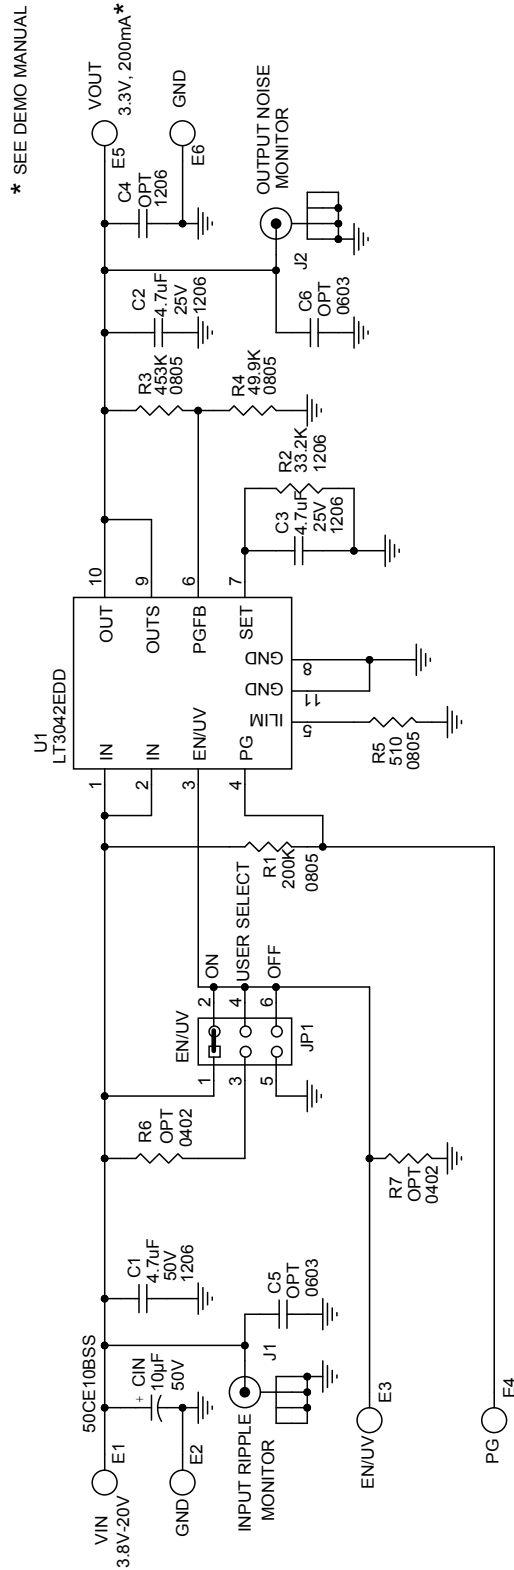 * SEE DEMO MANUAL
VIN
3.8V-20V
E1
GND
E2
50CE10BSS
+
CIN
10µF
50V
INPUT RIPPLE
MONITOR
J1
C1
4.7uF
50V
1206
C5
OPT
0603
EN/UV
E3
PG
E4
R6
OPT
0402
R7
OPT
0402
EN/UV
1
2
ON
3
4
USER SELECT
5
6
OFF
JP1
R1
200K
0805
U1
LT3042EDD
1
IN
2
IN
3
EN/UV
4
PG
OUT
10
OUTS
9
PGFB
6
SET
7
ILIM
5
GND
11
GND
8
R5
510
0805
C3
4.7uF
25V
1206
R2
33.2K
1206
R3
453K
0805
R4
49.9K
0805
C2
4.7uF
25V
1206
C6
OPT
0603
J2
OUTPUT NOISE
MONITOR
C4
OPT
1206
E5
VOUT
3.3V, 200mA*
E6
GND